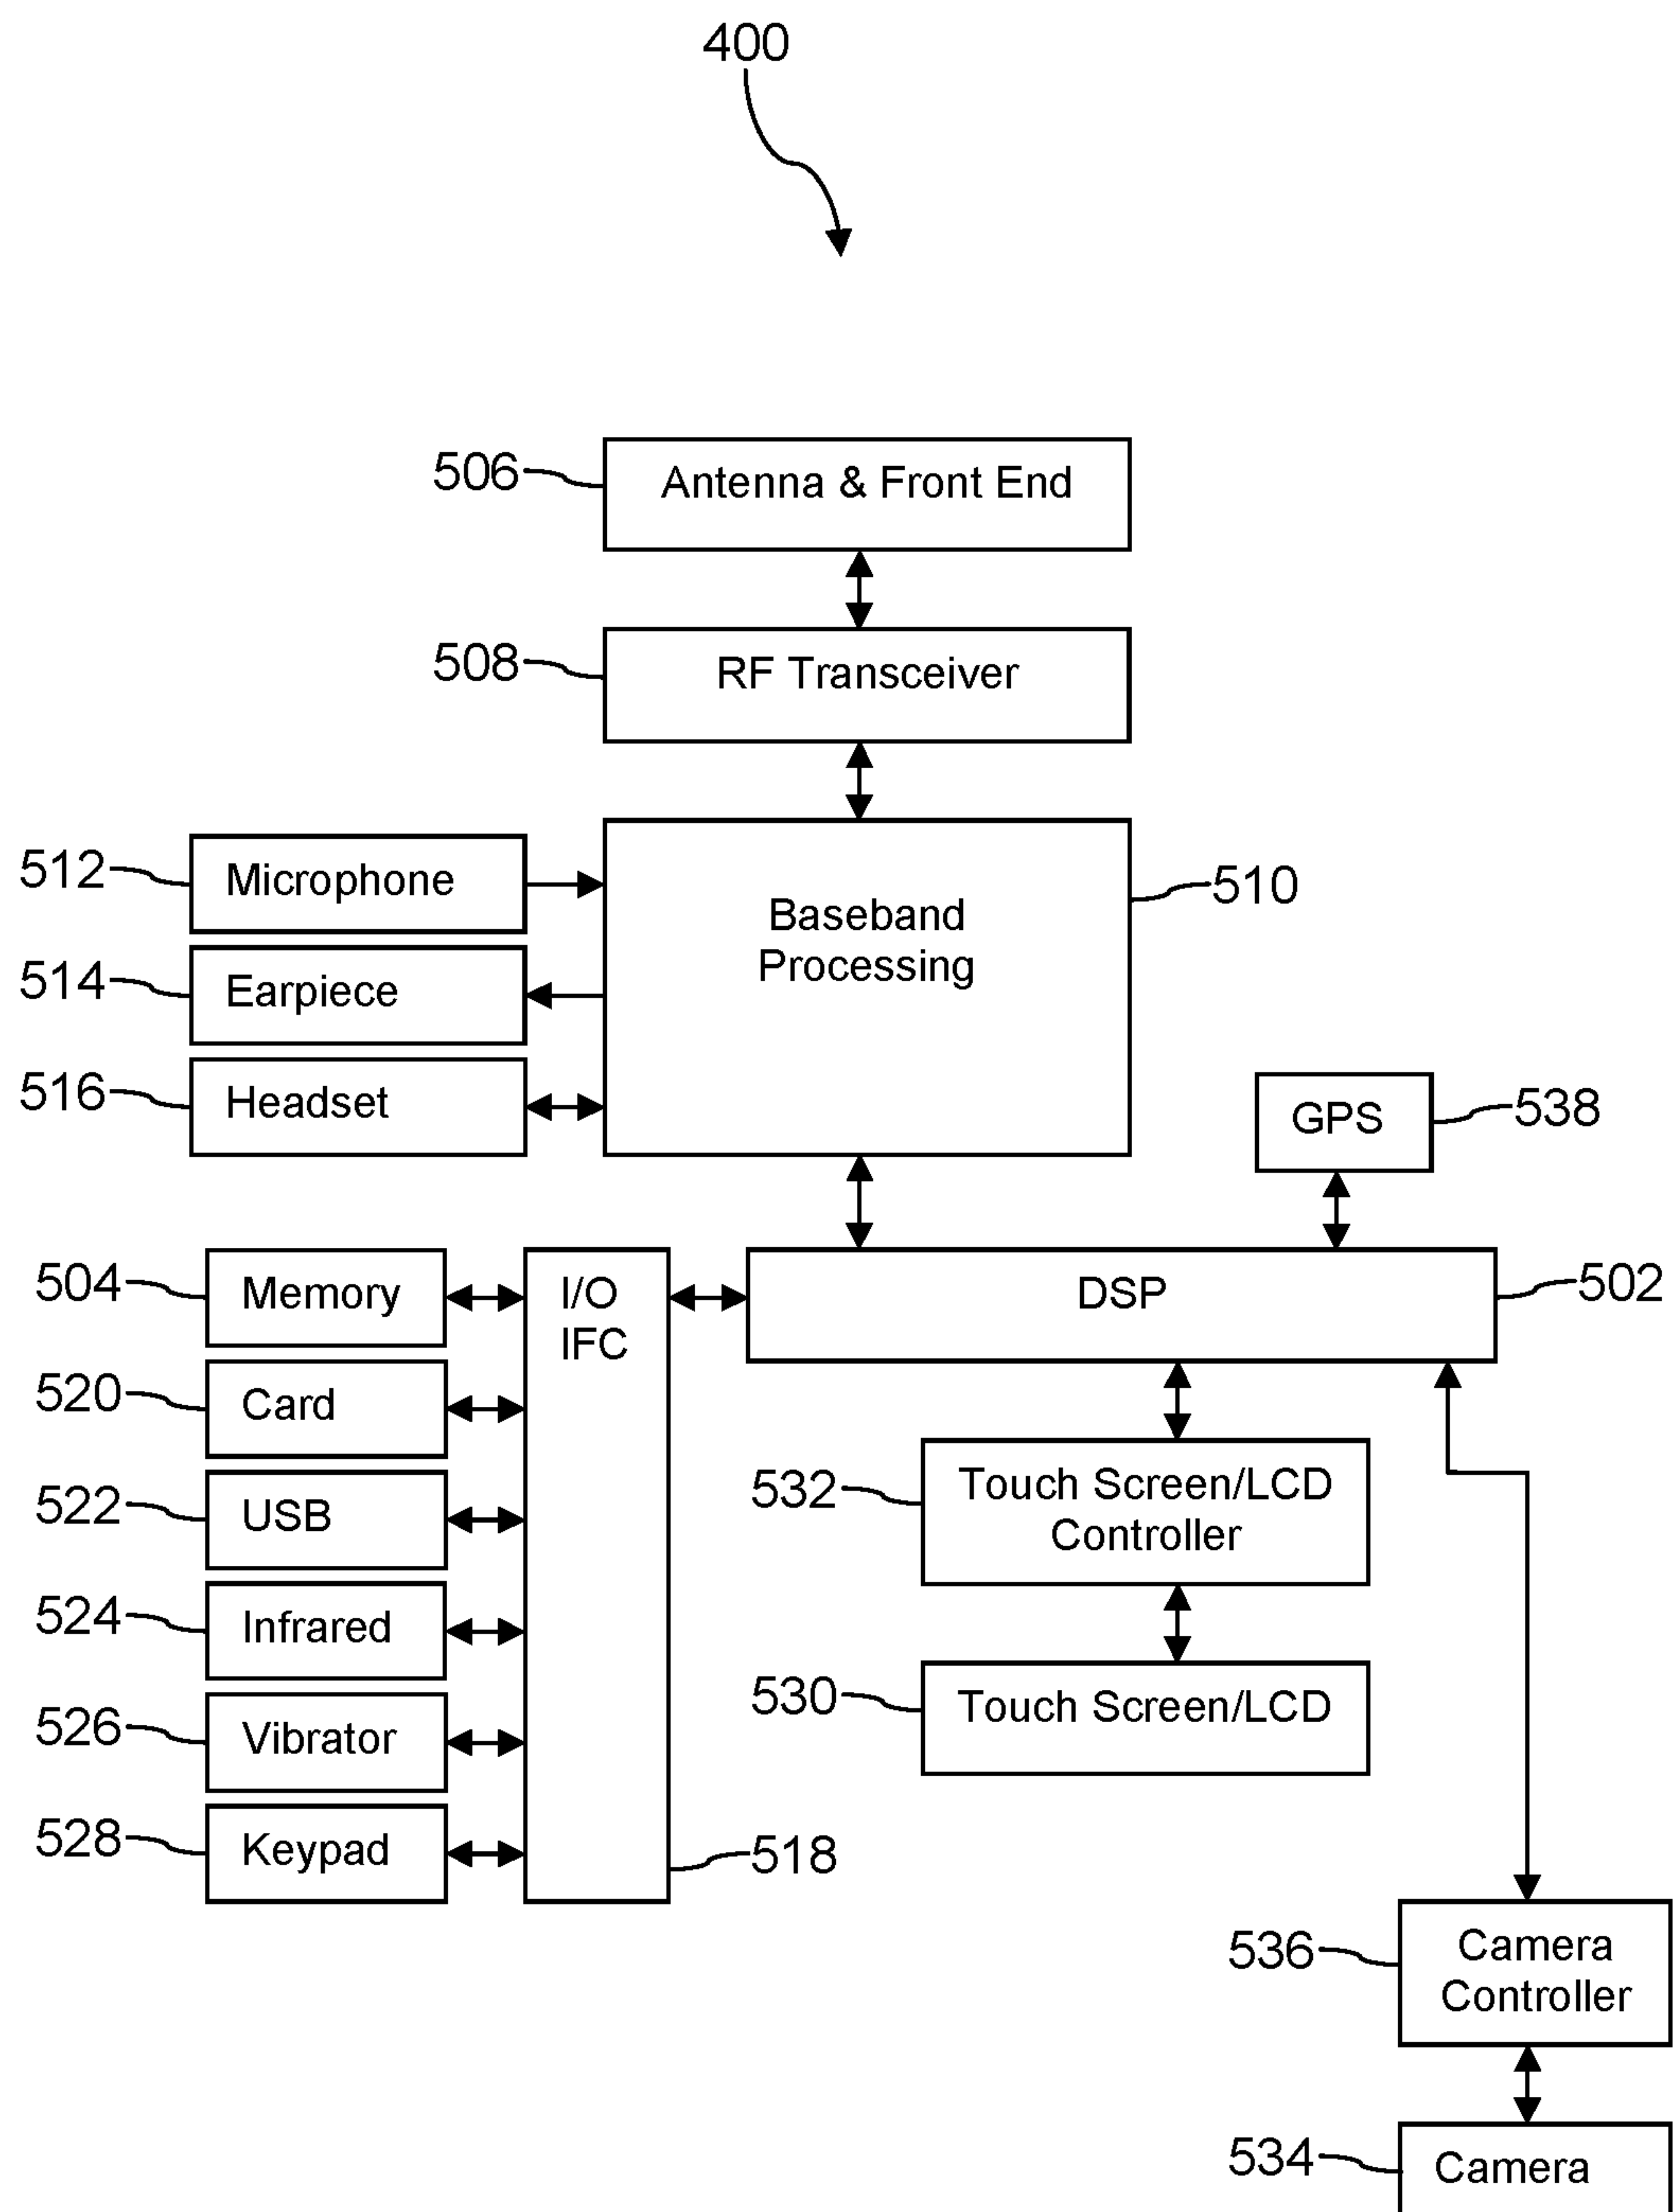 400
506
Antenna & Front End
508
RF Transceiver
512
Microphone
Baseband
Processing
510
514
Earpiece
516
Headset
GPS
538
504
Memory
I/O
IFC
DSP
502
520
Card
522
USB
532
Touch Screen/LCD
Controller
524
Infrared
530
Touch Screen/LCD
526
Vibrator
528
Keypad
518
536
Camera
Controller
534
Camera